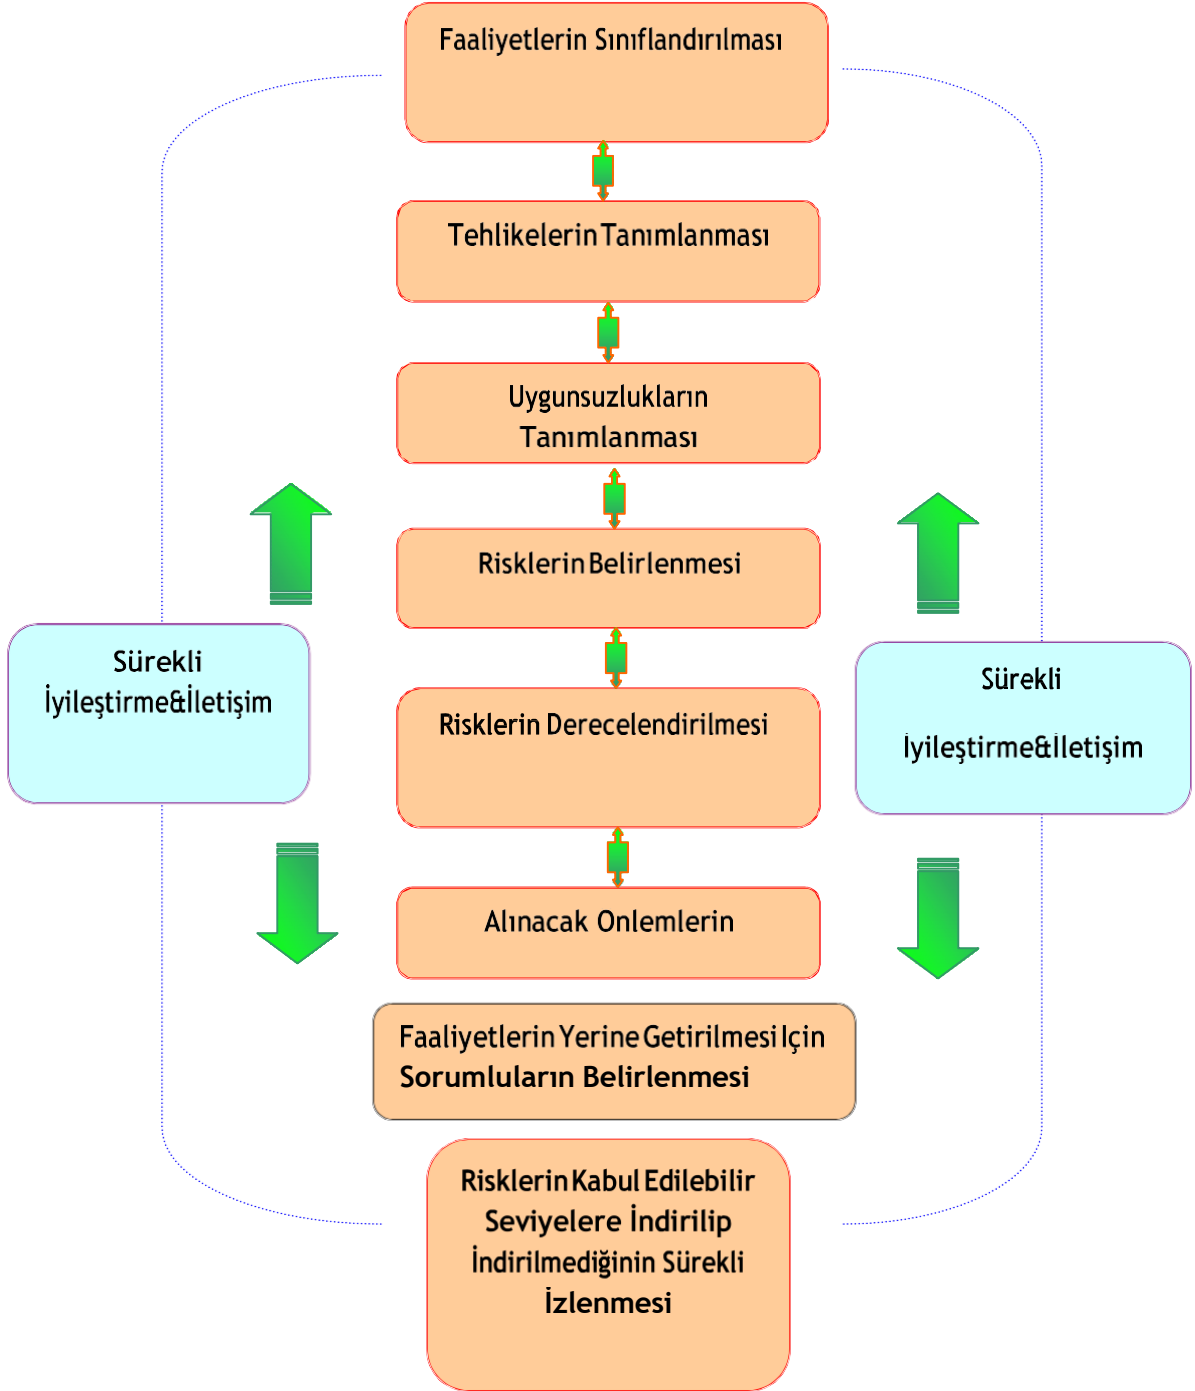 Faaliyetlerin Sınıflandırılması
Tehlikelerin Tanımlanması
Uygunsuzlukların
Tanımlanması
Risklerin Belirlenmesi
Sürekli
İyileştirme&İletişim
Sürekli
İyileştirme&İletişim
Risklerin Derecelendirilmesi
Alınacak Onlemlerin
Faaliyetlerin Yerine Getirilmesi Için
Sorumluların Belirlenmesi
Risklerin Kabul Edilebilir
Seviyelere İndirilip
İndirilmediğinin Sürekli
İzlenmesi